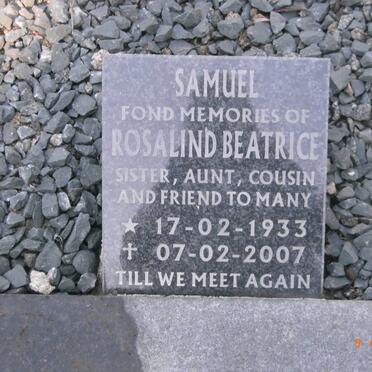 SAMUEL
FOND MEMORIES OF
ROSALIND BEATRICE
SISTER, AUNT, COUSIN
AND FRIEND TO MANY
★ 17-02-1933
✝ 07-02-2007
TILL WE MEET AGAIN